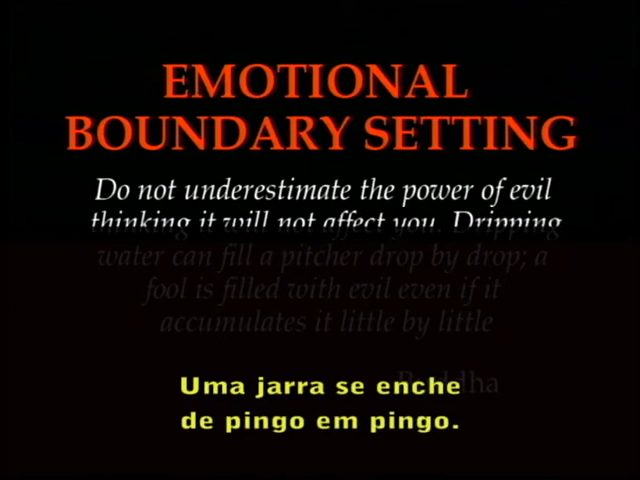 EMOTIONAL
BOUNDARY SETTING
Do not underestimate the power of evil
thinking it will not affect you. Dripping
water can fill a pitcher drop by drop; a
fool is filled with evil even if it
accumulates it little by little
Buddha
Uma jarra se enche
de pingo em pingo.